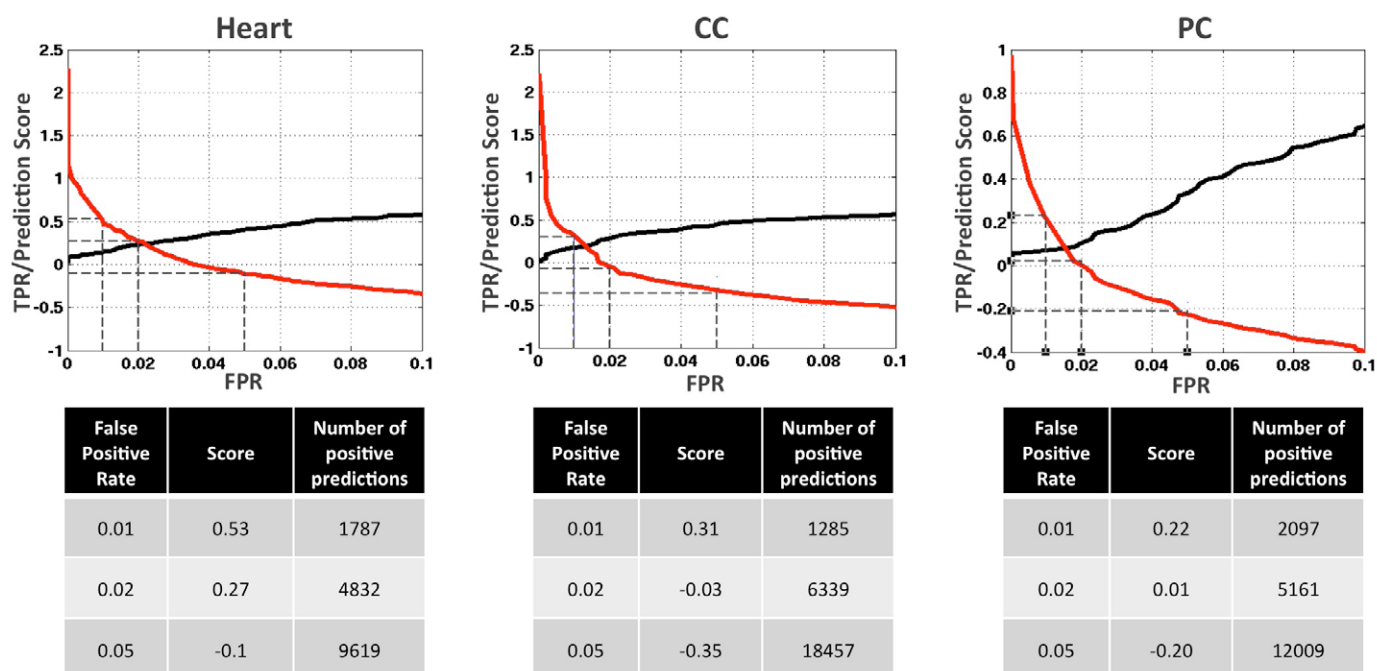 Heart
2.5
2
1.5
1
0.5
0
-0.5
-1
TPR/Prediction Score
0 0.02 0.04 0.06 0.08 0.1
FPR
CC
2.5
2
1.5
1
0.5
0
-0.5
-1
TPR/Prediction Score
0 0.02 0.04 0.06 0.08 0.1
FPR
PC
1
0.8
0.6
0.4
0.2
0
-0.2
-0.4
TPR/Prediction Score
0 0.02 0.04 0.06 0.08 0.1
FPR
False
Positive
Rate
Score
Number of
positive
predictions
0.01 0.53 1787
0.02 0.27 4832
0.05 -0.1 9619
False
Positive
Rate
Score
Number of
positive
predictions
0.01 0.31 1285
0.02 -0.03 6339
0.05 -0.35 18457
False
Positive
Rate
Score
Number of
positive
predictions
0.01 0.22 2097
0.02 0.01 5161
0.05 -0.20 12009